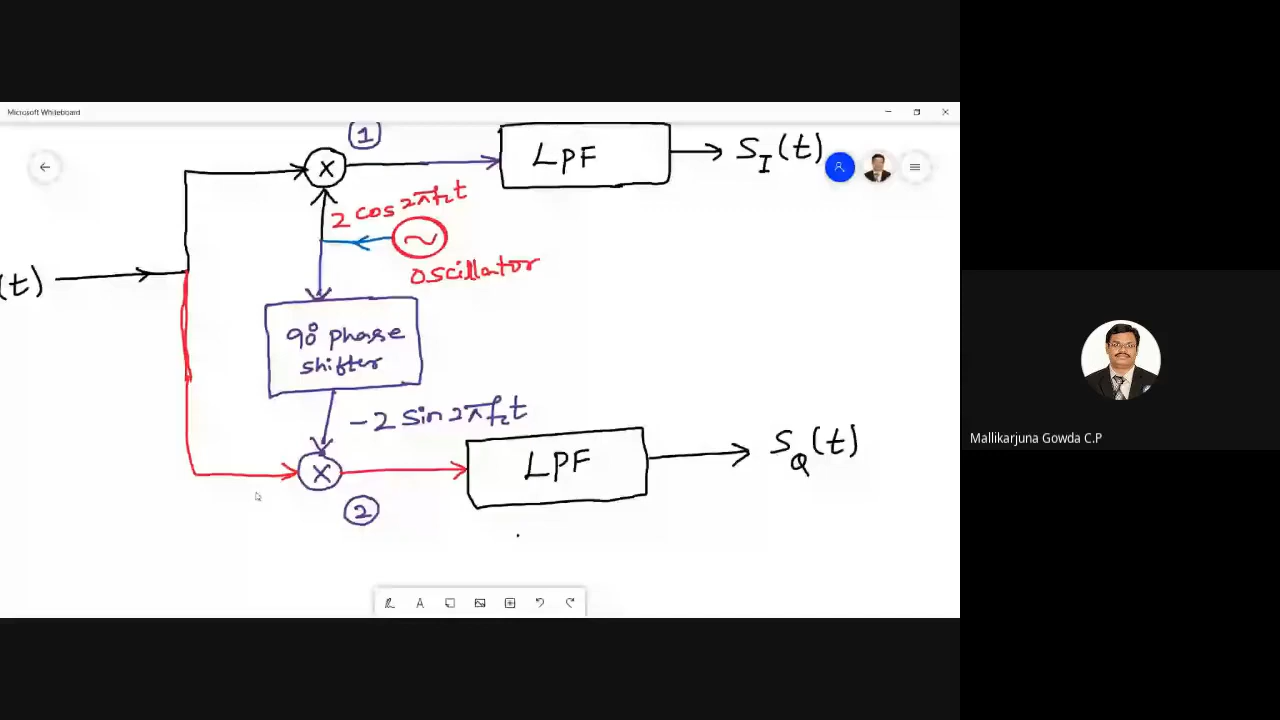 Microsoft Whiteboard
1
X
LPF
S_I(t)
2 cos 2πf_c t
oscillator
(t)
90° phase
shifter
-2 sin 2πf_c t
X
LPF
S_Q(t)
2
A
Mallikarjuna Gowda C.P